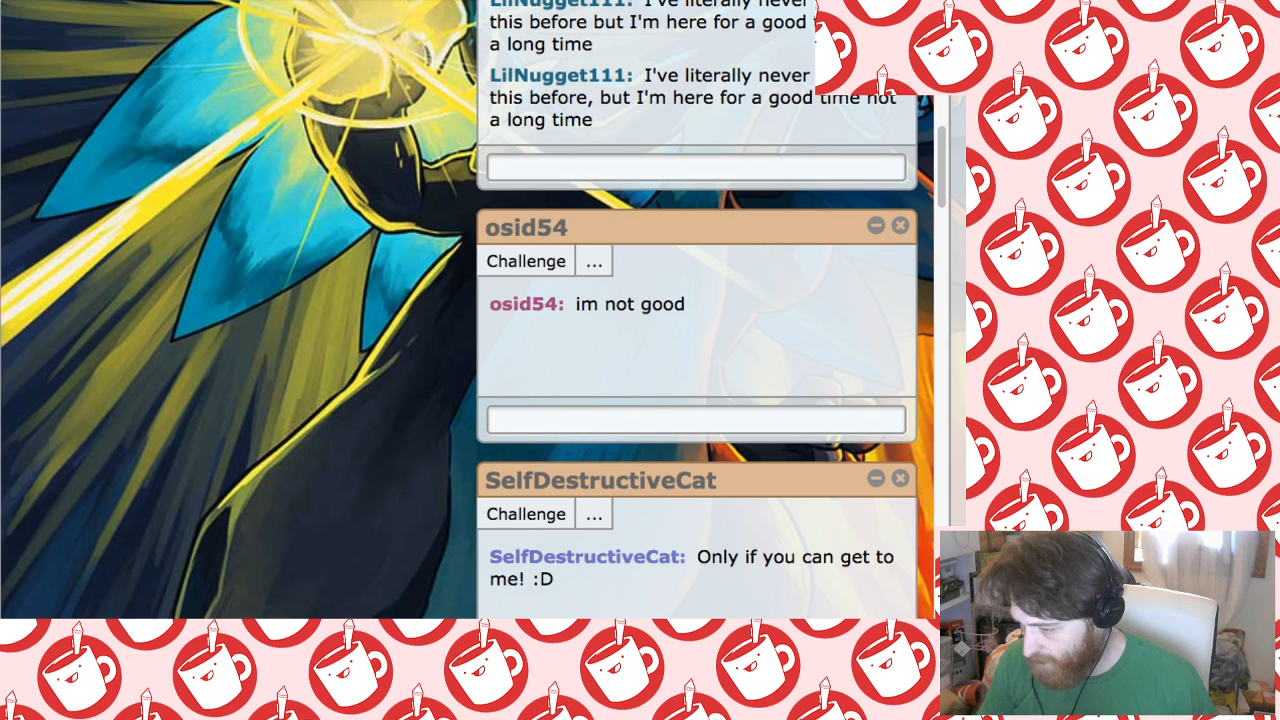 LilNugget111: I've literally never
this before but I'm here for a good
a long time
LilNugget111: I've literally never
this before, but I'm here for a good time not
a long time
osid54
Challenge
...
osid54: im not good
SelfDestructiveCat
Challenge
...
SelfDestructiveCat: Only if you can get to
me! :D